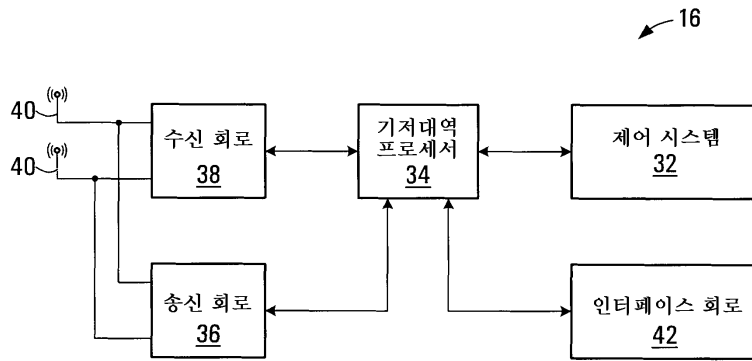 16
40
수신 회로
38
기저대역
프로세서
34
제어 시스템
32
40
송신 회로
36
인터페이스 회로
42